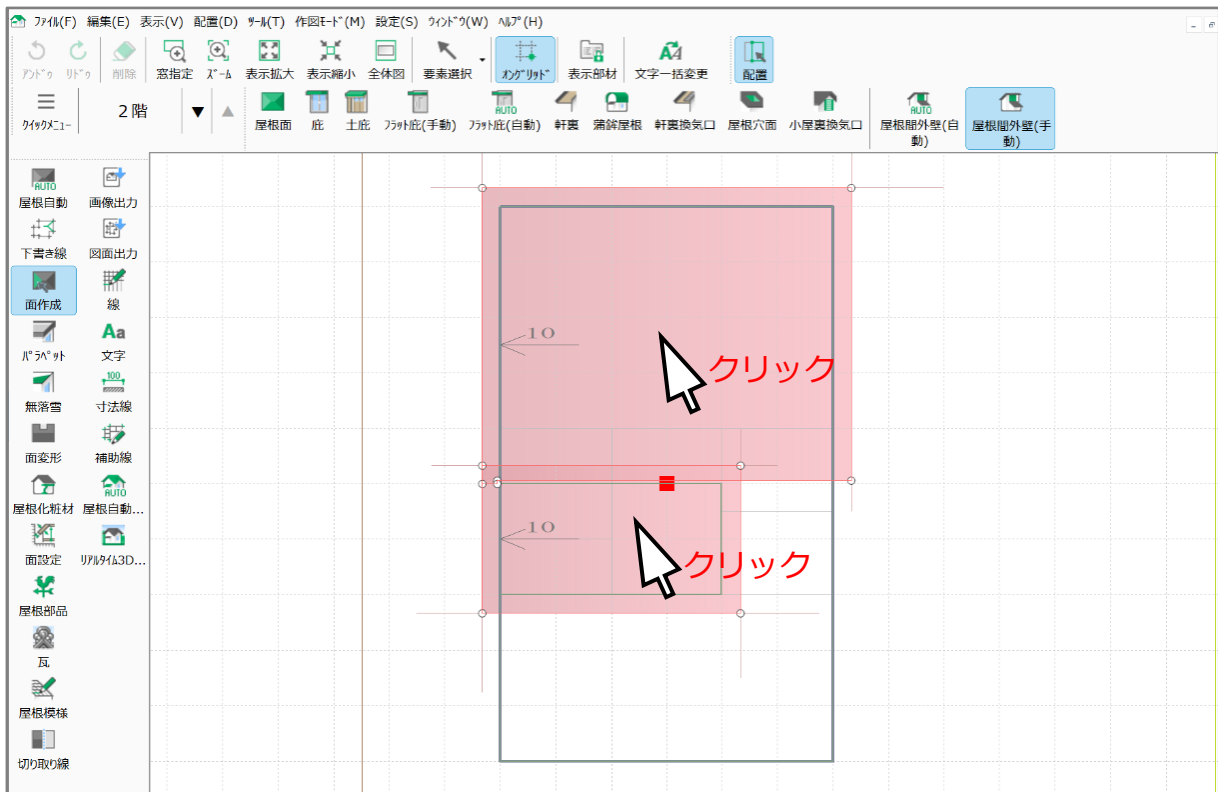 ﾌｧｲﾙ(F) 編集(E) 表示(V) 配置(D) ﾂｰﾙ(T) 作図ﾓｰﾄﾞ(M) 設定(S) ｳｨﾝﾄﾞｳ(W) ﾍﾙﾌﾟ(H)
ｱﾝﾄﾞｩ ﾘﾄﾞｩ 削除 窓指定 ｽﾞｰﾑ 表示拡大 表示縮小 全体図 要素選択 ｵﾝｸﾞﾘｯﾄﾞ 表示部材 文字一括変更 配置
ｸｲｯｸﾒﾆｭｰ 2階 ▼ ▲ 屋根面 庇 土庇 ﾌﾗｯﾄ庇(手動) AUTO ﾌﾗｯﾄ庇(自動) 軒裏 蒲鉾屋根 軒裏換気口 屋根穴面 小屋裏換気口 AUTO 屋根間外壁(自
動) 屋根間外壁(手
動)
AUTO
屋根自動 画像出力
下書き線 図面出力
面作成 線
Aa
ﾊﾟﾗﾍﾟｯﾄ 文字
100
無落雪 寸法線
面変形 補助線
AUTO
屋根化粧材 屋根自動...
面設定 ﾘｱﾙﾀｲﾑ3D...
屋根部品
瓦
屋根模様
切り取り線
10
クリック
10
クリック